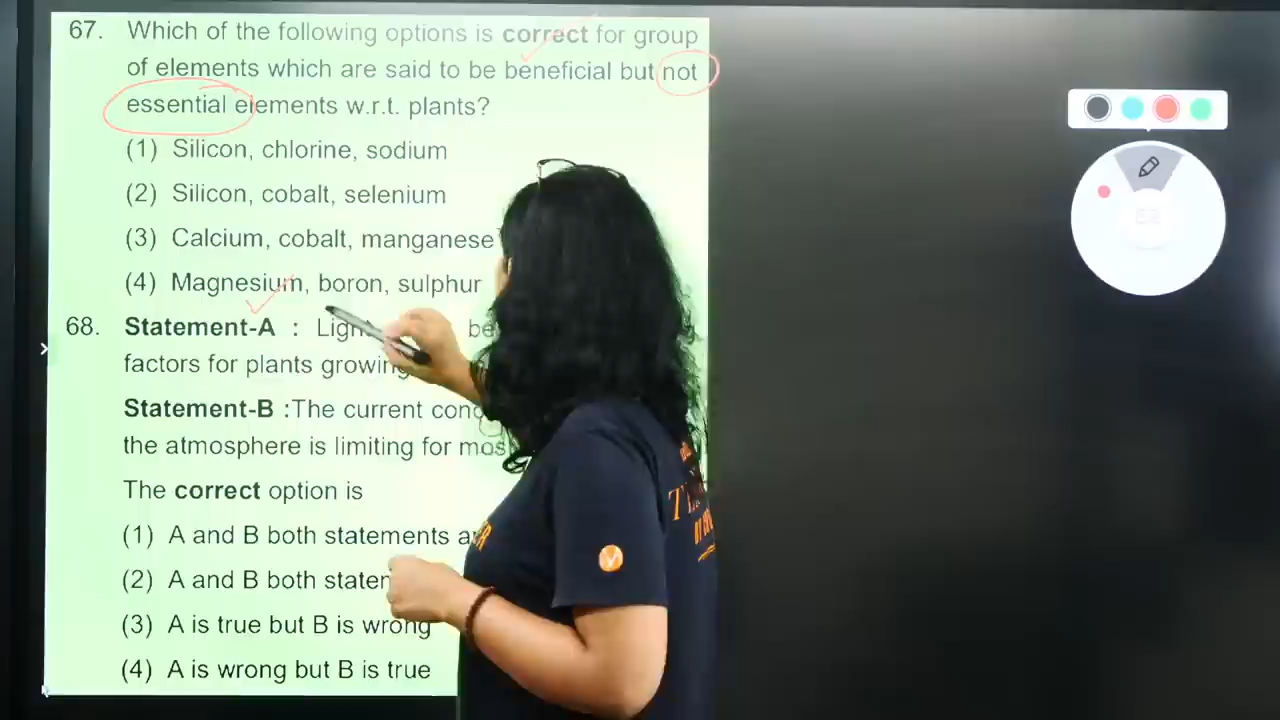 67. Which of the following options is correct for group
of elements which are said to be beneficial but not
essential elements w.r.t. plants?
(1) Silicon, chlorine, sodium
(2) Silicon, cobalt, selenium
(3) Calcium, cobalt, manganese
(4) Magnesium, boron, sulphur
68. Statement-A :
factors for plants growing
Statement-B :The current
the atmosphere is limiting for
The correct option is
(1) A and B both statements
(2) A and B both
(3) A is true but B is wrong
(4) A is wrong but B is true